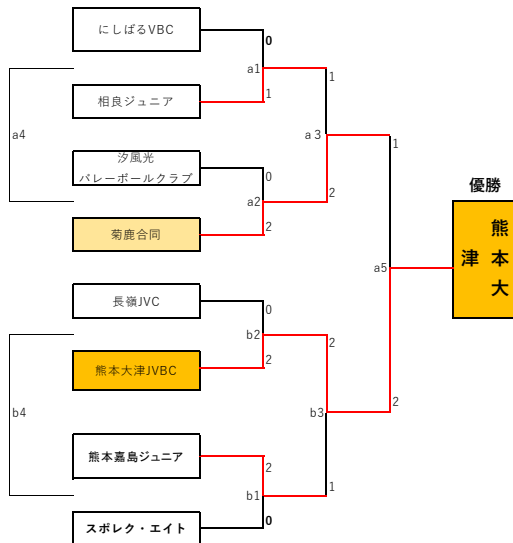 にしばるVBC
0
a1
1
相良ジュニア
1
a4
a３
1
汐風光
バレーボールクラブ
0
a2
2
2
菊鹿合同
優勝
熊本大津
a5
長嶺JVC
0
b2
2
2
熊本大津JVBC
b4
b3
2
熊本嘉島ジュニア
2
b1
1
0
スポレク・エイト